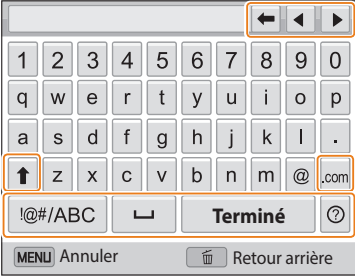 1 2 3 4 5 6 7 8 9 0
q w e r t y u i o p
a s d f g h j k l .
z x c v b n m @ .com
!@#/ABC Terminé ?
MENU Annuler Retour arrière